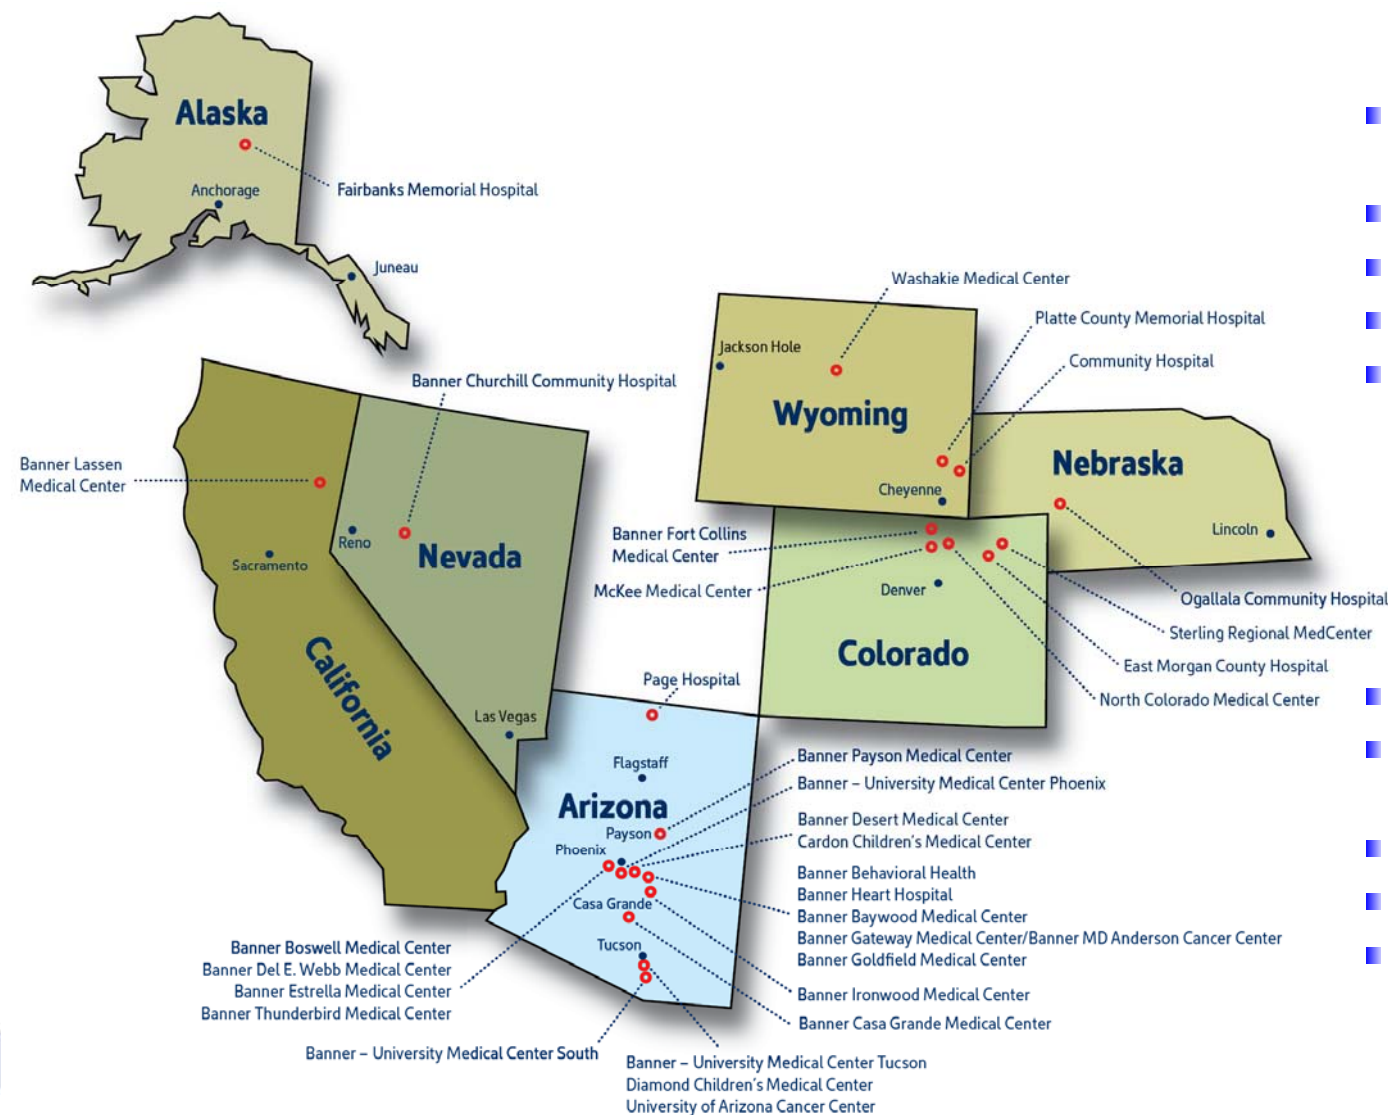 Alaska
Anchorage
Fairbanks Memorial Hospital
Juneau
Washakie Medical Center
Platte County Memorial Hospital
Community Hospital
Jackson Hole
Wyoming
Cheyenne
Banner Churchill Community Hospital
Banner Lassen
Medical Center
Reno
Nevada
Sacramento
California
Las Vegas
Nebraska
Lincoln
Banner Fort Collins
Medical Center
McKee Medical Center
Denver
Colorado
Ogallala Community Hospital
Sterling Regional MedCenter
East Morgan County Hospital
North Colorado Medical Center
Page Hospital
Flagstaff
Arizona
Payson
Phoenix
Casa Grande
Tucson
Banner Payson Medical Center
Banner – University Medical Center Phoenix
Banner Desert Medical Center
Cardon Children's Medical Center
Banner Behavioral Health
Banner Heart Hospital
Banner Baywood Medical Center
Banner Gateway Medical Center/Banner MD Anderson Cancer Center
Banner Goldfield Medical Center
Banner Ironwood Medical Center
Banner Casa Grande Medical Center
Banner Boswell Medical Center
Banner Del E. Webb Medical Center
Banner Estrella Medical Center
Banner Thunderbird Medical Center
Banner – University Medical Center South
Banner – University Medical Center Tucson
Diamond Children's Medical Center
University of Arizona Cancer Center